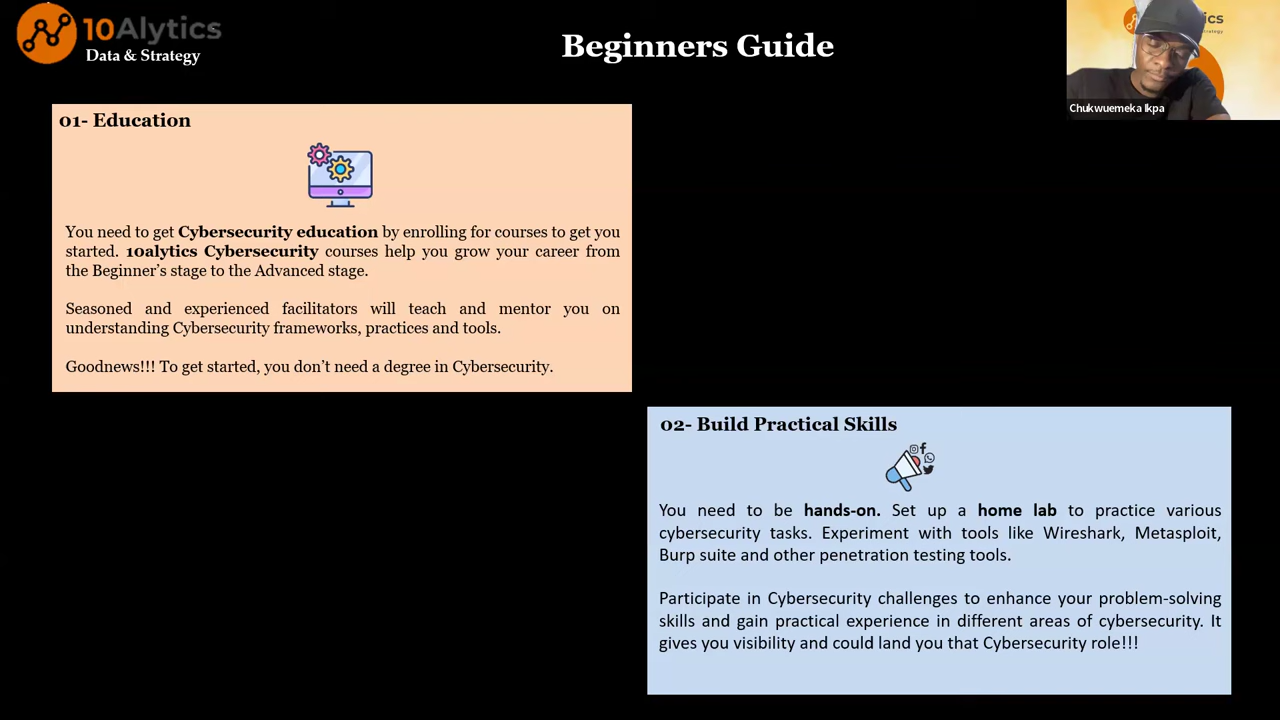 10Alytics
Data & Strategy
Beginners Guide
Chukwuemeka Ikpa
01- Education
You need to get Cybersecurity education by enrolling for courses to get you
started. 10alytics Cybersecurity courses help you grow your career from
the Beginner's stage to the Advanced stage.
Seasoned and experienced facilitators will teach and mentor you on
understanding Cybersecurity frameworks, practices and tools.
Goodnews!!! To get started, you don't need a degree in Cybersecurity.
02- Build Practical Skills
You need to be hands-on. Set up a home lab to practice various
cybersecurity tasks. Experiment with tools like Wireshark, Metasploit,
Burp suite and other penetration testing tools.
Participate in Cybersecurity challenges to enhance your problem-solving
skills and gain practical experience in different areas of cybersecurity. It
gives you visibility and could land you that Cybersecurity role!!!